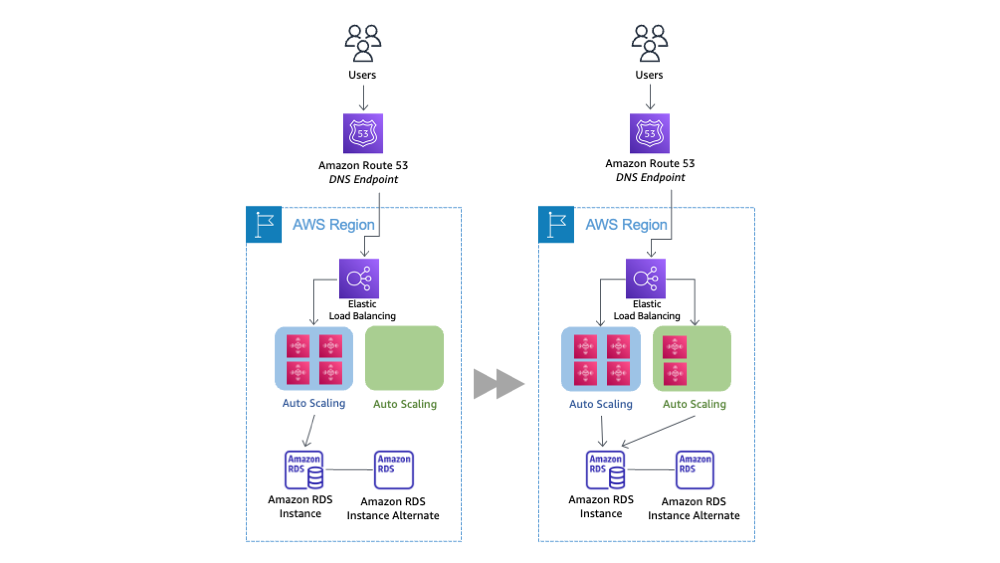 Users
53
Amazon Route 53
DNS Endpoint
AWS Region
Elastic
Load Balancing
Auto Scaling
Auto Scaling
Amazon
RDS
Amazon
RDS
Amazon RDS
Instance
Amazon RDS
Instance Alternate
Users
53
Amazon Route 53
DNS Endpoint
AWS Region
Elastic
Load Balancing
Auto Scaling
Auto Scaling
Amazon
RDS
Amazon
RDS
Amazon RDS
Instance
Amazon RDS
Instance Alternate